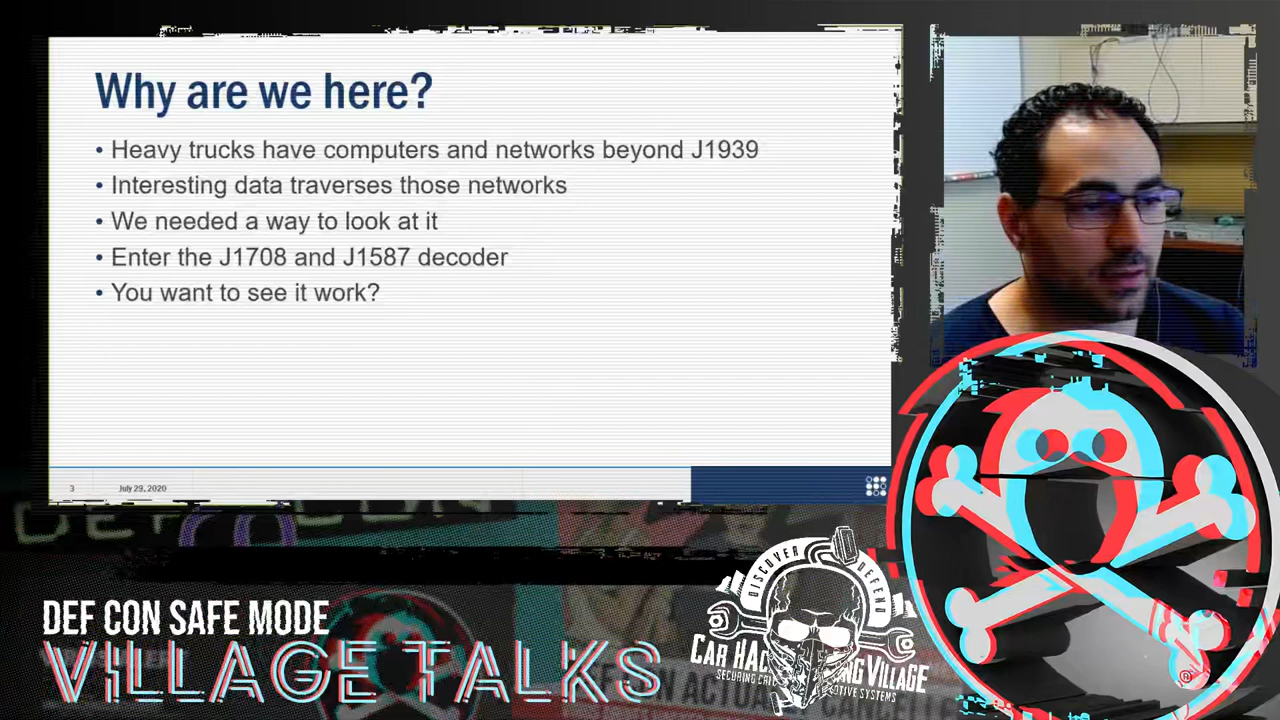 Why are we here?
• Heavy trucks have computers and networks beyond J1939
• Interesting data traverses those networks
• We needed a way to look at it
• Enter the J1708 and J1587 decoder
• You want to see it work?
3
July 29, 2020
DEF CON
DEF CON SAFE MODE
VILLAGE TALKS
DISCOVER
DEFEND
CAR HACKING VILLAGE
®